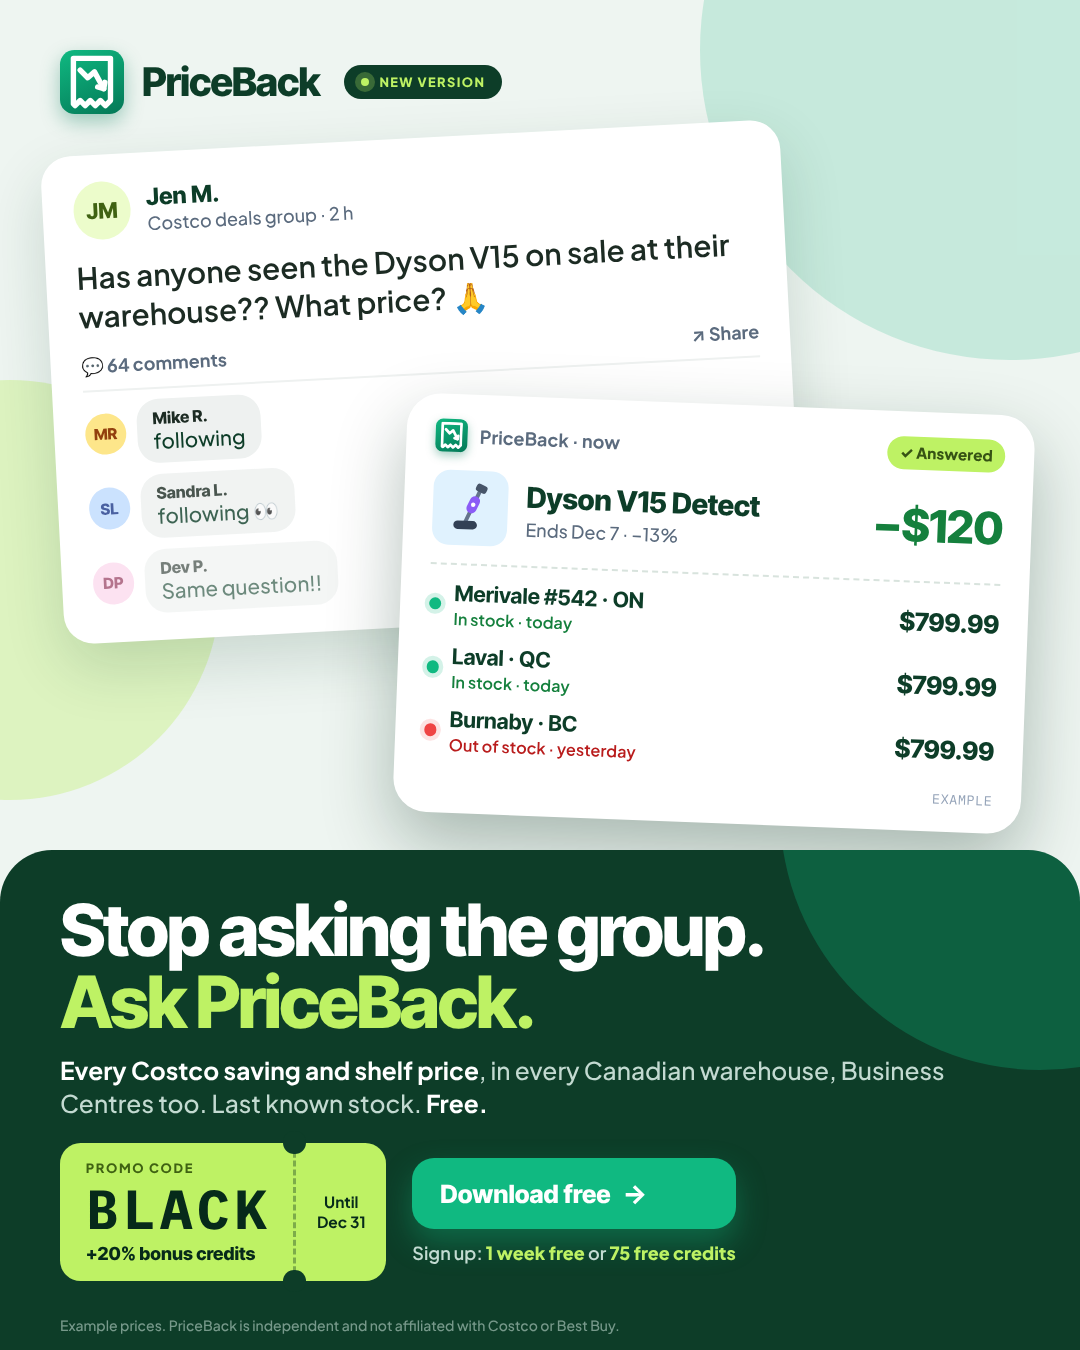 PriceBack
NEW VERSION
JM
Jen M.
Costco deals group · 2 h
Has anyone seen the Dyson V15 on sale at their
warehouse?? What price? 🙏
💬 64 comments
↗ Share
MR
Mike R.
following
SL
Sandra L.
following 👀
DP
Dev P.
Same question!!
PriceBack · now
✓ Answered
Dyson V15 Detect
Ends Dec 7 · −13%
−$120
Merivale #542 · ON
In stock · today
$799.99
Laval · QC
In stock · today
$799.99
Burnaby · BC
Out of stock · yesterday
$799.99
EXAMPLE
Stop asking the group.
Ask PriceBack.
Every Costco saving and shelf price, in every Canadian warehouse, Business
Centres too. Last known stock. Free.
PROMO CODE
BLACK
+20% bonus credits
Until
Dec 31
Download free →
Sign up: 1 week free or 75 free credits
Example prices. PriceBack is independent and not affiliated with Costco or Best Buy.